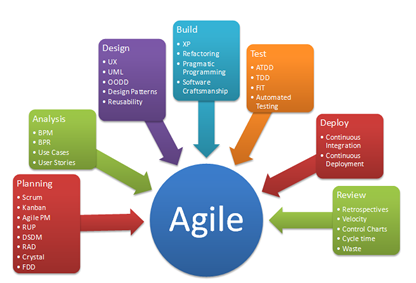 Planning
• Scrum
• Kanban
• Agile PM
• RUP
• DSDM
• RAD
• Crystal
• FDD
Analysis
• BPM
• BPR
• Use Cases
• User Stories
Design
• UX
• UML
• OODD
• Design Patterns
• Reusability
Build
• XP
• Refactoring
• Pragmatic
Programming
• Software
Craftsmanship
Test
• ATDD
• TDD
• FIT
• Automated
Testing
Deploy
• Continuous
Integration
• Continuous
Deployment
Review
• Retrospectives
• Velocity
• Control Charts
• Cycle time
• Waste
Agile